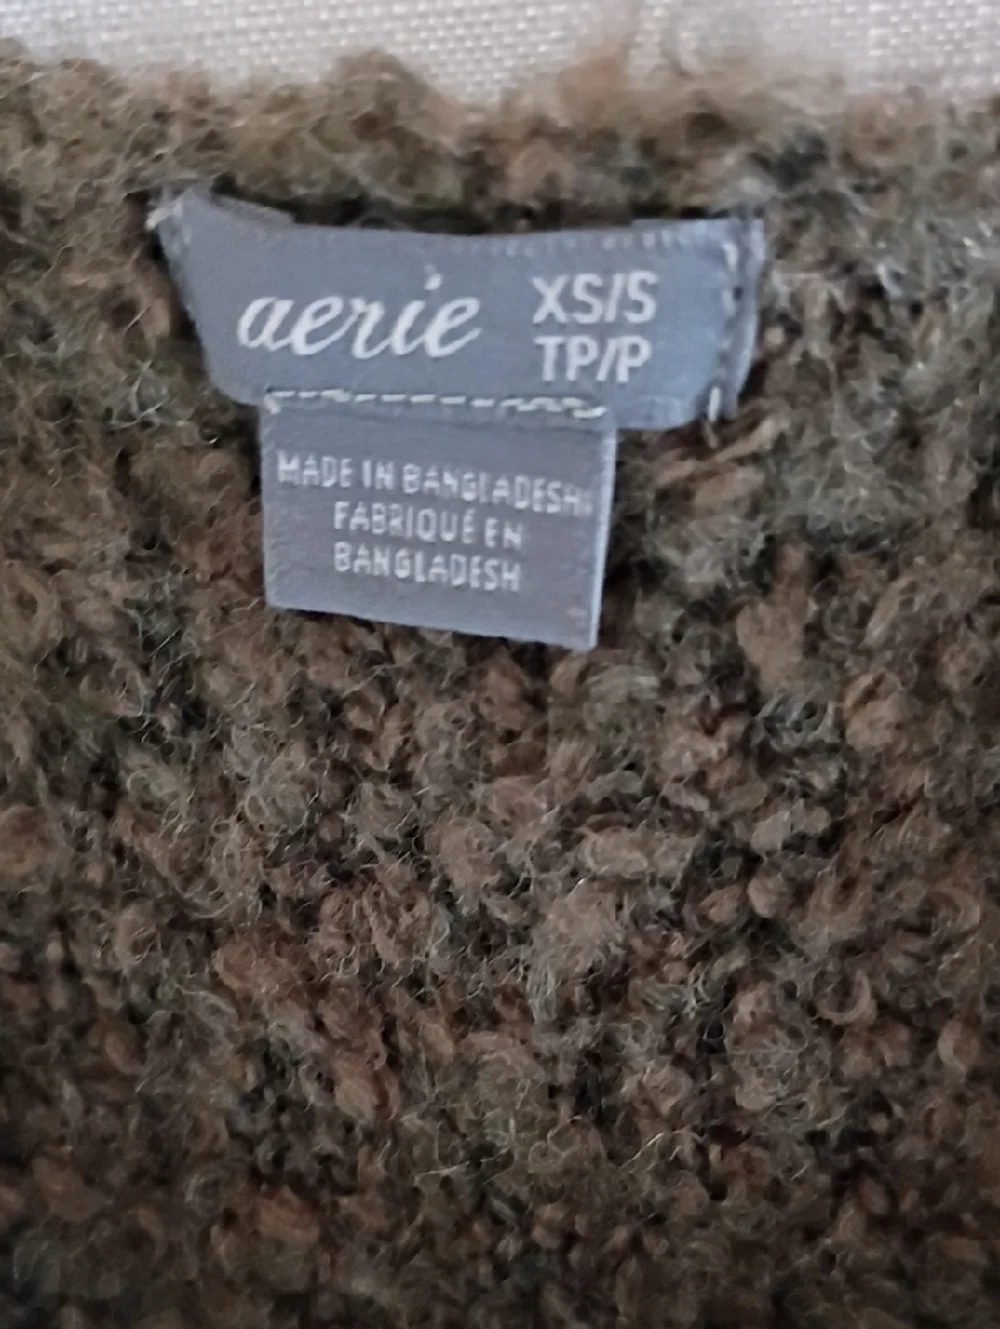 aerie
XS/S
TP/P
MADE IN BANGLADESH
FABRIQUÉ EN
BANGLADESH